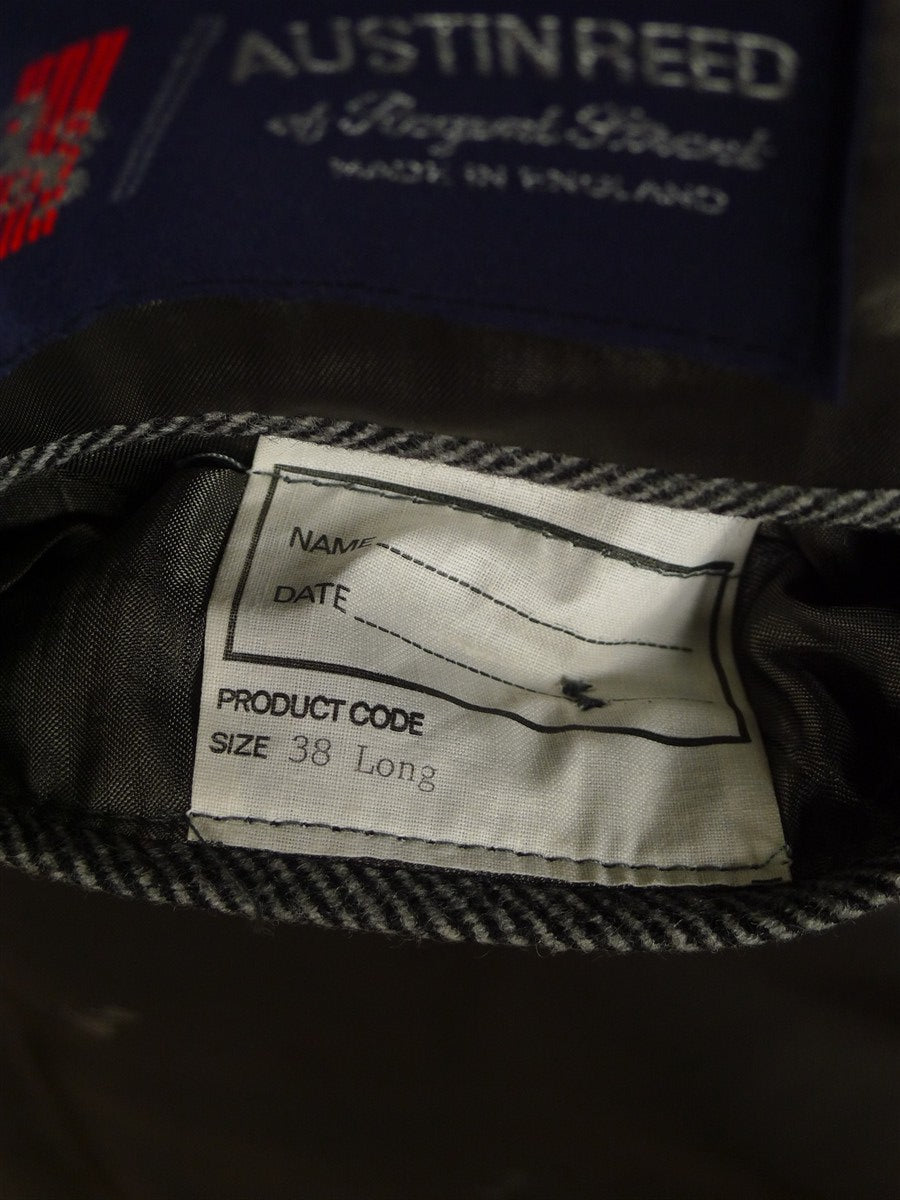 AUSTIN REED
of Regent Street
MADE IN ENGLAND
NAME
DATE
PRODUCT CODE
SIZE 38 Long